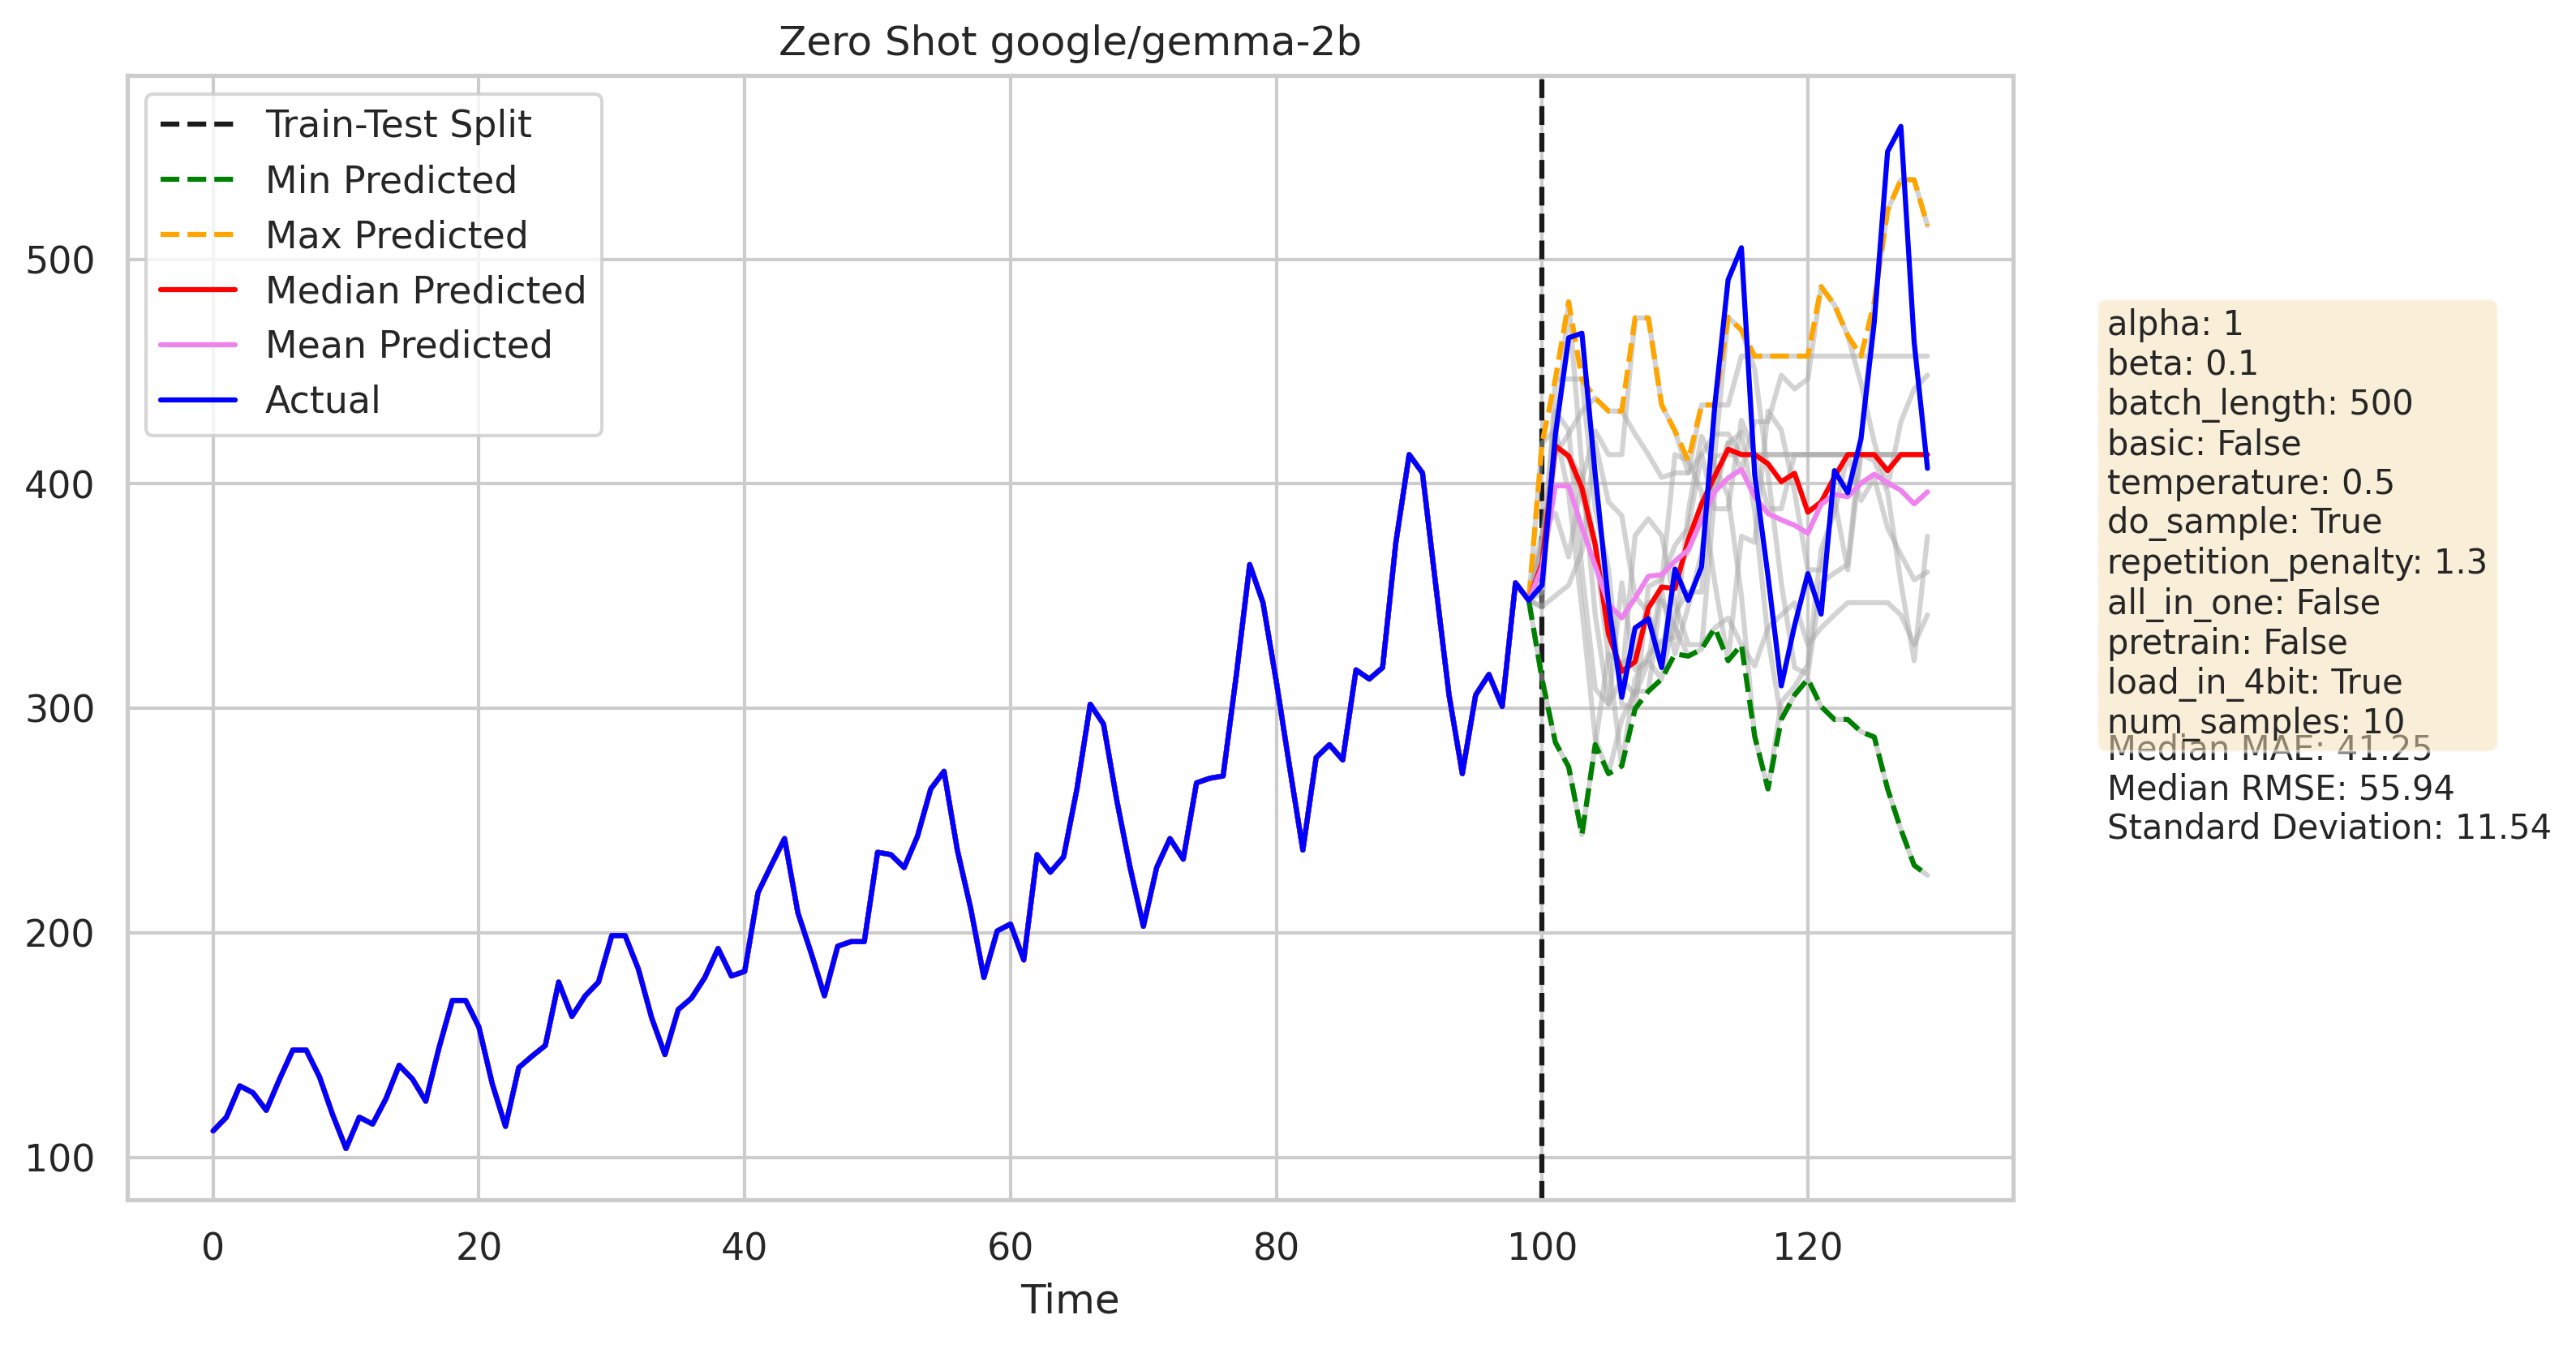 Zero Shot google/gemma-2b
Train-Test Split
Min Predicted
Max Predicted
Median Predicted
Mean Predicted
Actual
500
400
300
200
100
0 20 40 60 80 100 120
Time
alpha: 1
beta: 0.1
batch_length: 500
basic: False
temperature: 0.5
do_sample: True
repetition_penalty: 1.3
all_in_one: False
pretrain: False
load_in_4bit: True
num_samples: 10
Median MAE: 41.25
Median RMSE: 55.94
Standard Deviation: 11.54